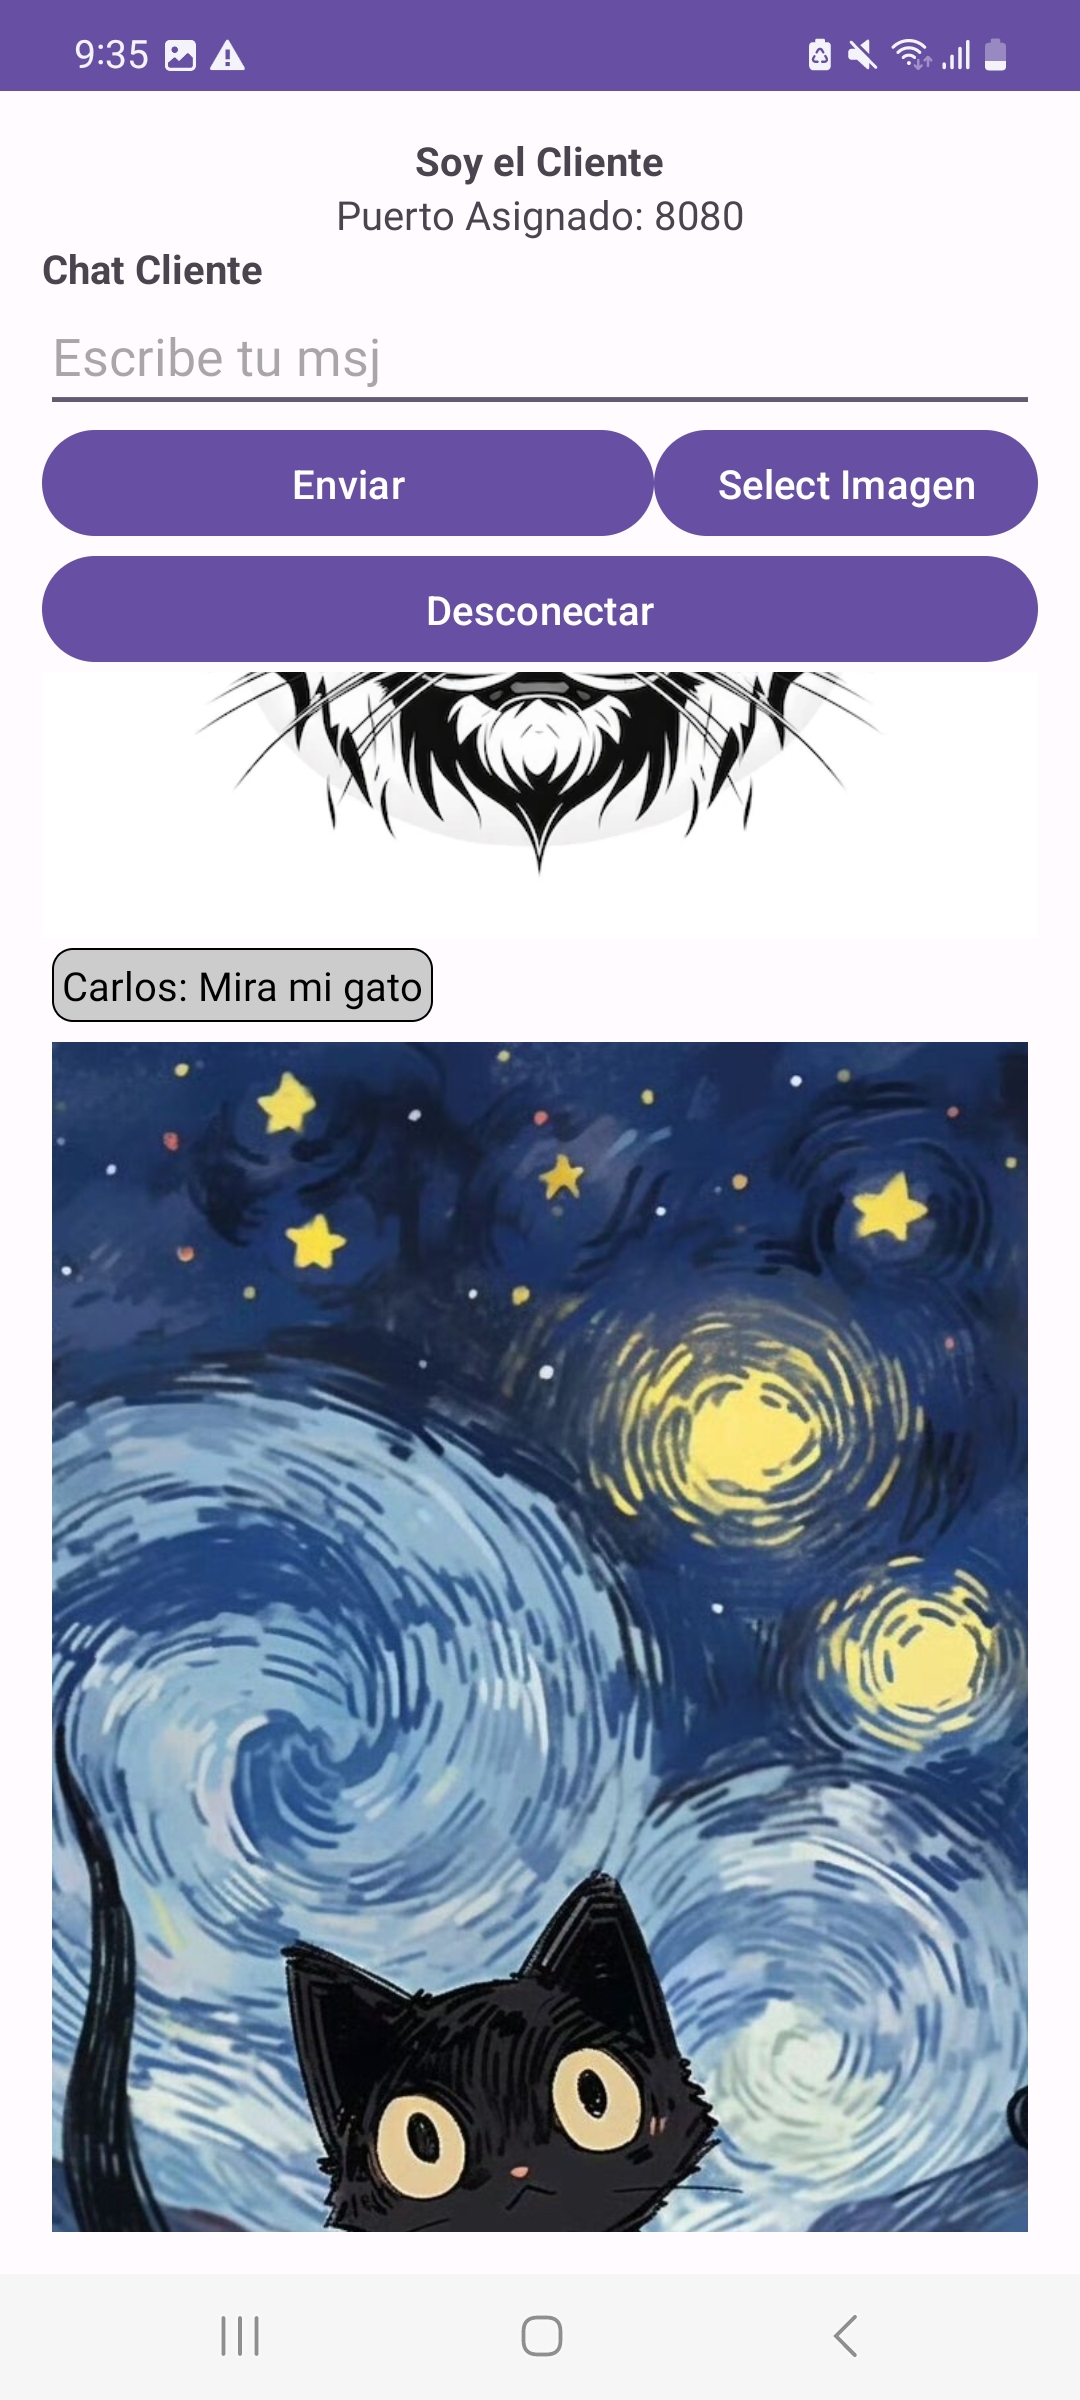 9:35
Soy el Cliente
Puerto Asignado: 8080
Chat Cliente
Escribe tu msj
Enviar
Select Imagen
Desconectar
Carlos: Mira mi gato